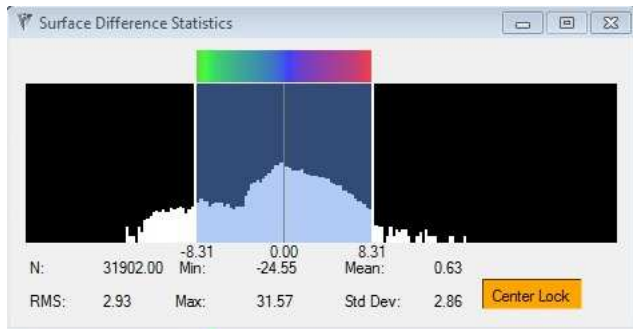 Surface Difference Statistics
-8.31 0.00 8.31
N: 31902.00 Min: -24.55 Mean: 0.63
RMS: 2.93 Max: 31.57 Std Dev: 2.86 Center Lock